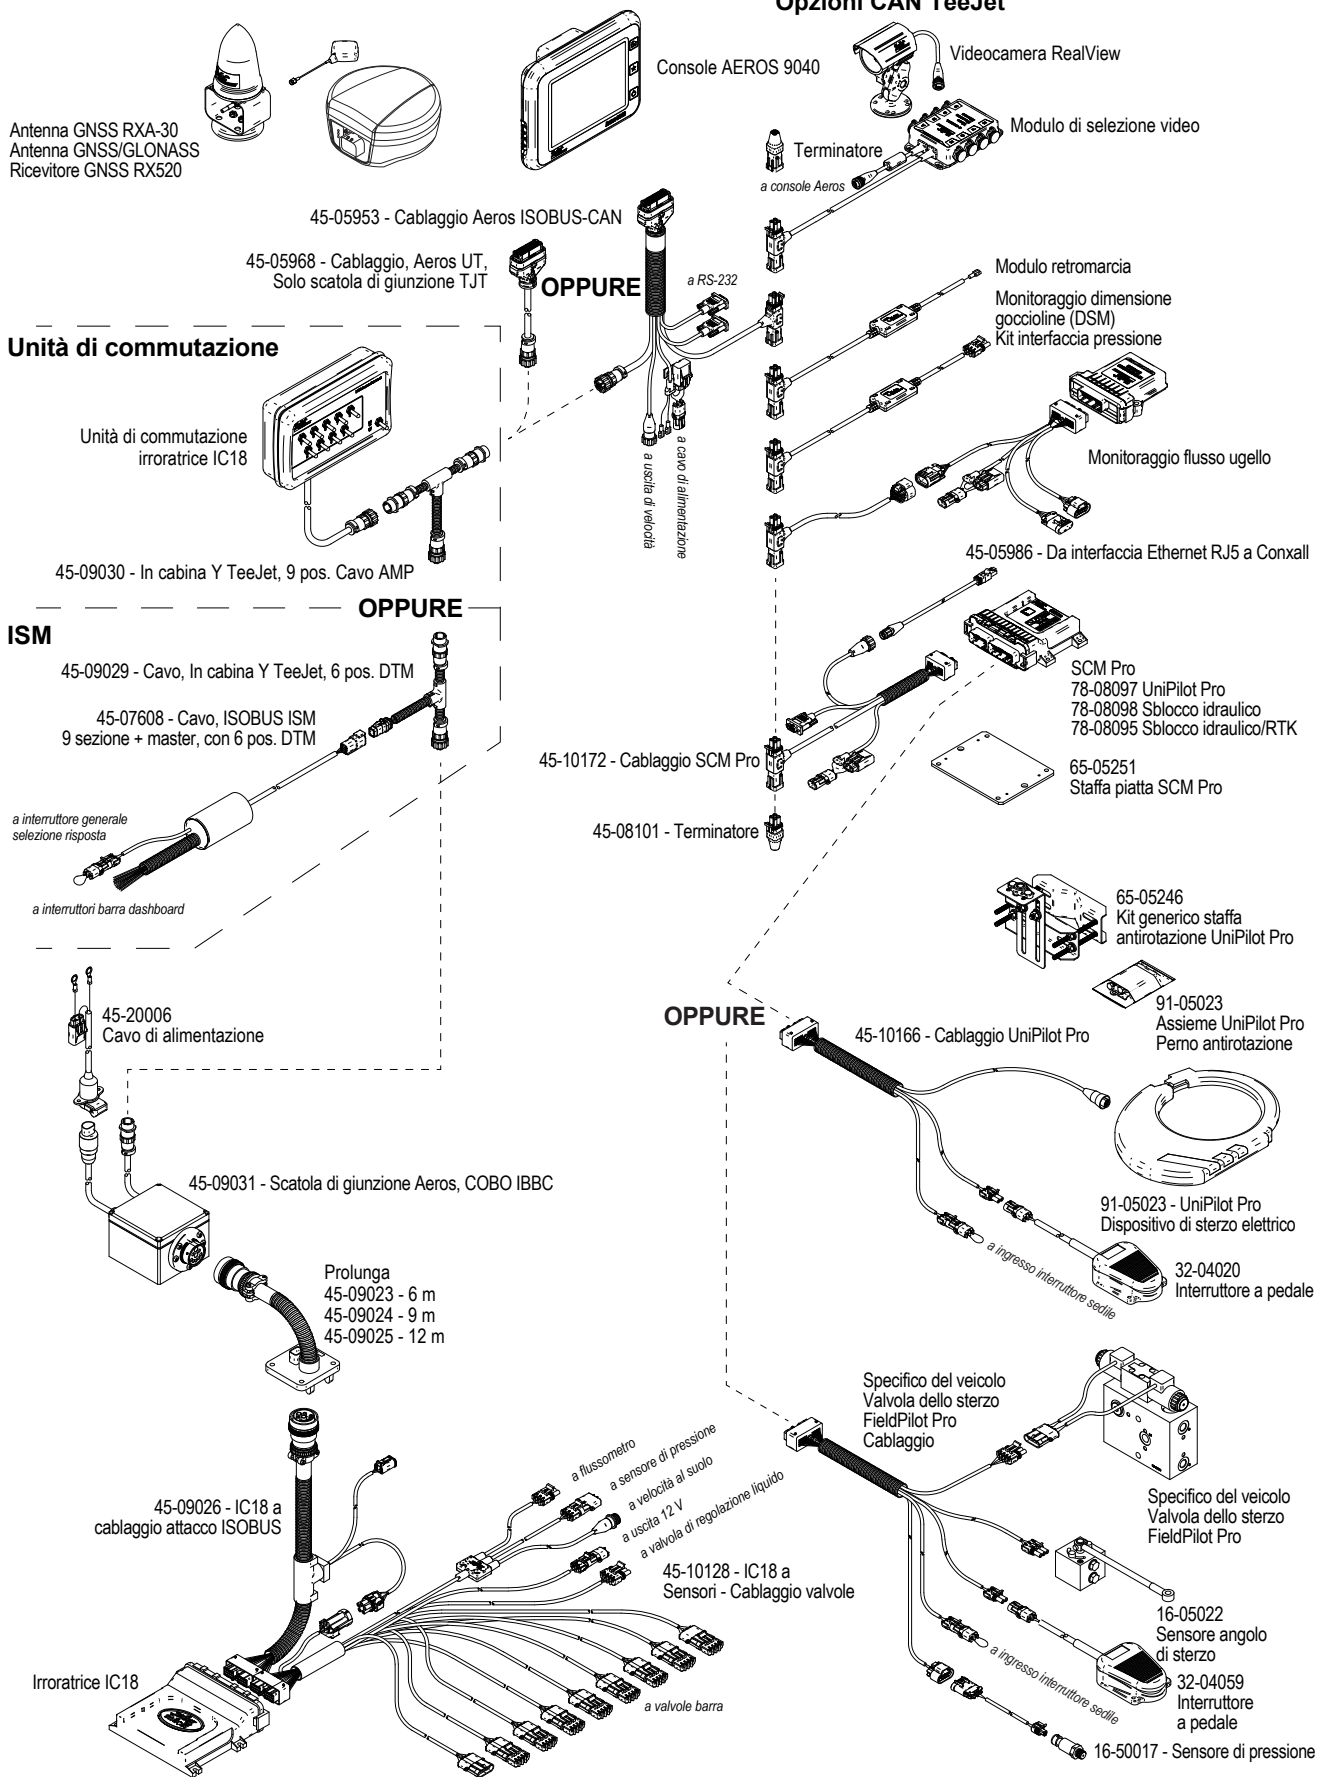 Opzioni CAN TeeJet
Antenna GNSS RXA-30
Antenna GNSS/GLONASS
Ricevitore GNSS RX520
Console AEROS 9040
Videocamera RealView
Modulo di selezione video
Terminatore
a console Aeros
45-05953 - Cablaggio Aeros ISOBUS-CAN
45-05968 - Cablaggio, Aeros UT,
Solo scatola di giunzione TJT
OPPURE
a RS-232
Modulo retromarcia
Monitoraggio dimensione
goccioline (DSM)
Kit interfaccia pressione
Unità di commutazione
Unità di commutazione
irroratrice IC18
a uscita di velocità
a cavo di alimentazione
Monitoraggio flusso ugello
45-09030 - In cabina Y TeeJet, 9 pos. Cavo AMP
45-05986 - Da interfaccia Ethernet RJ5 a Conxall
OPPURE
ISM
45-09029 - Cavo, In cabina Y TeeJet, 6 pos. DTM
45-07608 - Cavo, ISOBUS ISM
9 sezione + master, con 6 pos. DTM
SCM Pro
78-08097 UniPilot Pro
78-08098 Sblocco idraulico
78-08095 Sblocco idraulico/RTK
45-10172 - Cablaggio SCM Pro
65-05251
Staffa piatta SCM Pro
45-08101 - Terminatore
a interruttore generale
selezione risposta
a interruttori barra dashboard
65-05246
Kit generico staffa
antirotazione UniPilot Pro
45-20006
Cavo di alimentazione
91-05023
Assieme UniPilot Pro
Perno antirotazione
OPPURE
45-10166 - Cablaggio UniPilot Pro
45-09031 - Scatola di giunzione Aeros, COBO IBBC
91-05023 - UniPilot Pro
Dispositivo di sterzo elettrico
a ingresso interruttore sedile
32-04020
Interruttore a pedale
Prolunga
45-09023 - 6 m
45-09024 - 9 m
45-09025 - 12 m
Specifico del veicolo
Valvola dello sterzo
FieldPilot Pro
Cablaggio
Specifico del veicolo
Valvola dello sterzo
FieldPilot Pro
45-09026 - IC18 a
cablaggio attacco ISOBUS
a flussometro
a sensore di pressione
a velocità al suolo
a uscita 12 V
a valvola di regolazione liquido
45-10128 - IC18 a
Sensori - Cablaggio valvole
16-05022
Sensore angolo
di sterzo
a ingresso interruttore sedile
32-04059
Interruttore
a pedale
Irroratrice IC18
a valvole barra
16-50017 - Sensore di pressione